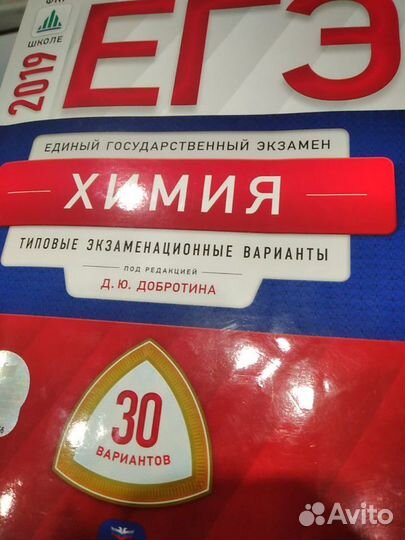 ШКОЛЕ
2019
ЕГЭ
ЕДИНЫЙ ГОСУДАРСТВЕННЫЙ ЭКЗАМЕН
ХИМИЯ
ТИПОВЫЕ ЭКЗАМЕНАЦИОННЫЕ ВАРИАНТЫ
ПОД РЕДАКЦИЕЙ
Д. Ю. ДОБРОТИНА
30
ВАРИАНТОВ
Avito